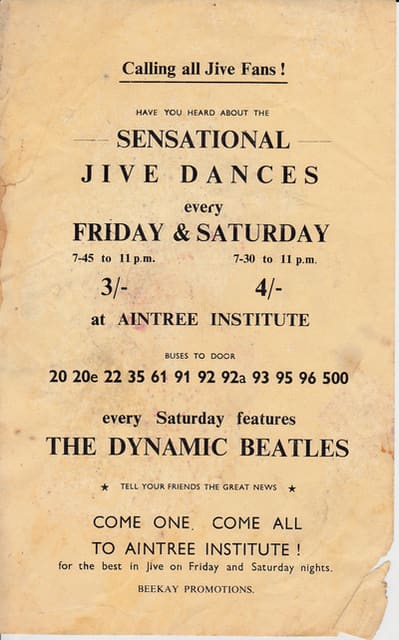 Calling all Jive Fans !
HAVE YOU HEARD ABOUT THE
SENSATIONAL
JIVE DANCES
every
FRIDAY & SATURDAY
7-45 to 11 p.m. 7-30 to 11 p.m.
3/- 4/-
at AINTREE INSTITUTE
BUSES TO DOOR
20 20e 22 35 61 91 92 92a 93 95 96 500
every Saturday features
THE DYNAMIC BEATLES
★ TELL YOUR FRIENDS THE GREAT NEWS ★
COME ONE, COME ALL
TO AINTREE INSTITUTE !
for the best in Jive on Friday and Saturday nights.
BEEKAY PROMOTIONS.